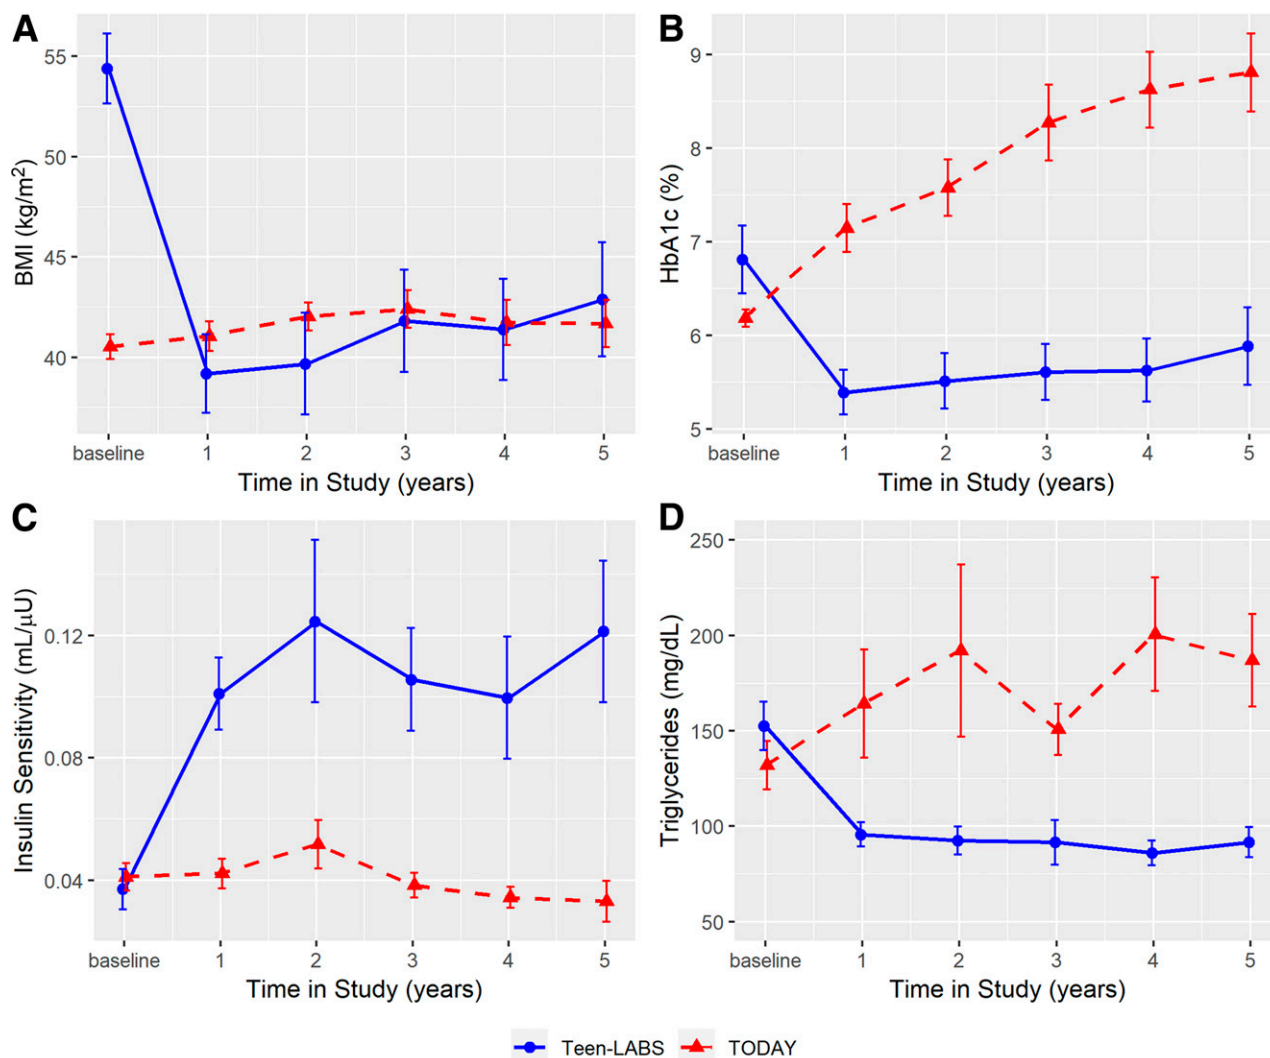 A
BMI (kg/m²)
55
50
45
40
baseline 1 2 3 4 5
Time in Study (years)
B
HbA1c (%)
9
8
7
6
5
baseline 1 2 3 4 5
Time in Study (years)
C
Insulin Sensitivity (mL/μU)
0.12
0.08
0.04
baseline 1 2 3 4 5
Time in Study (years)
D
Triglycerides (mg/dL)
250
200
150
100
50
baseline 1 2 3 4 5
Time in Study (years)
Teen-LABS TODAY